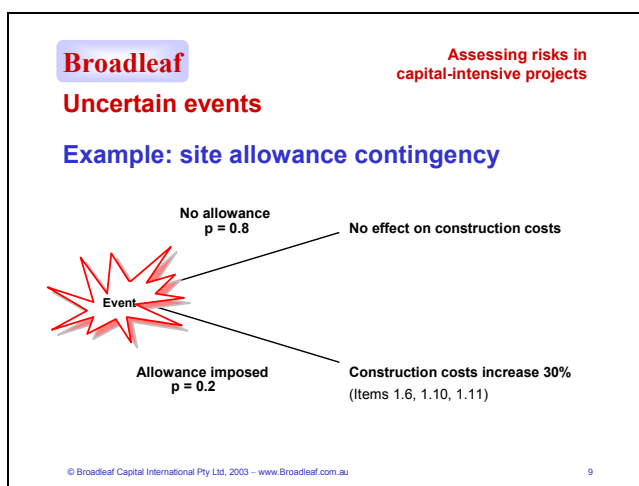 Broadleaf
Assessing risks in
capital-intensive projects
Uncertain events
Example: site allowance contingency
No allowance
p = 0.8
No effect on construction costs
Event
Allowance imposed
p = 0.2
Construction costs increase 30%
(Items 1.6, 1.10, 1.11)
© Broadleaf Capital International Pty Ltd, 2003 – www.Broadleaf.com.au
9